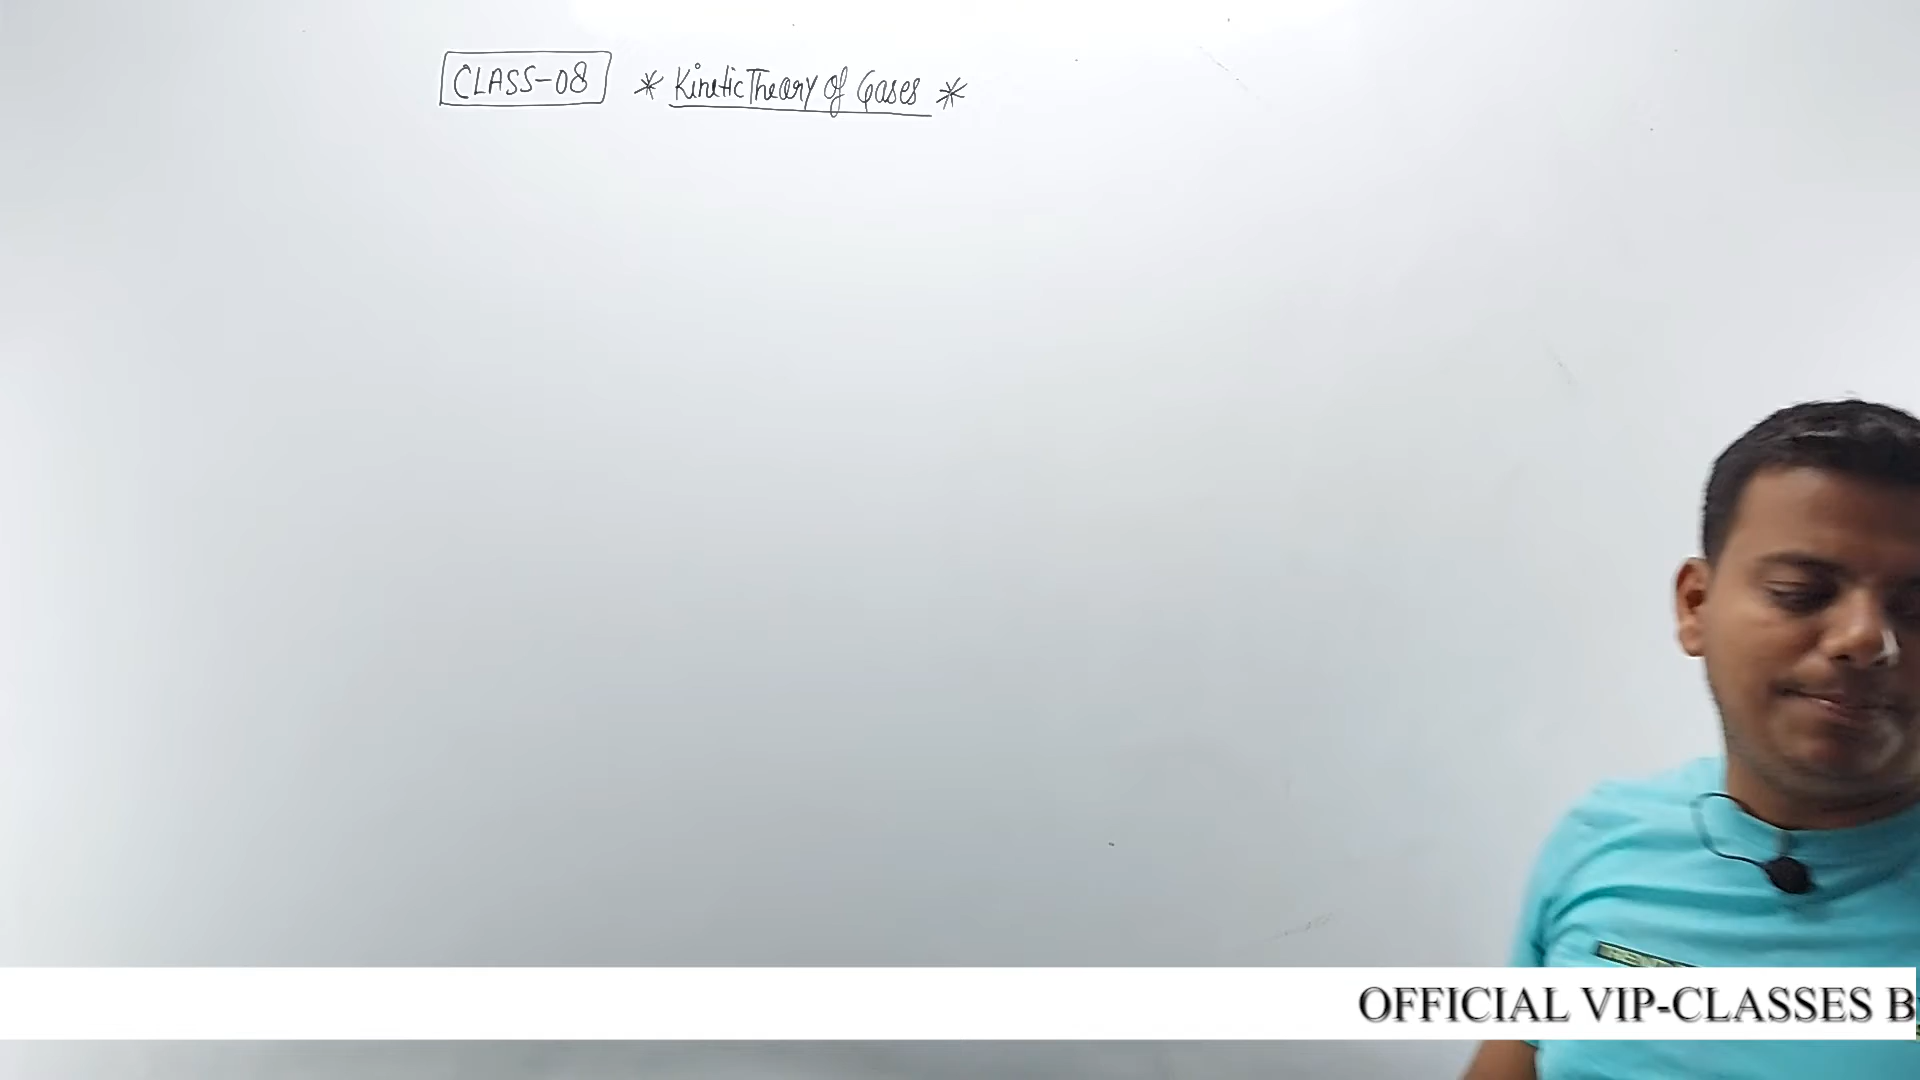 CLASS-08 * Kinetic Theory of Gases *
OFFICIAL VIP-CLASSES B